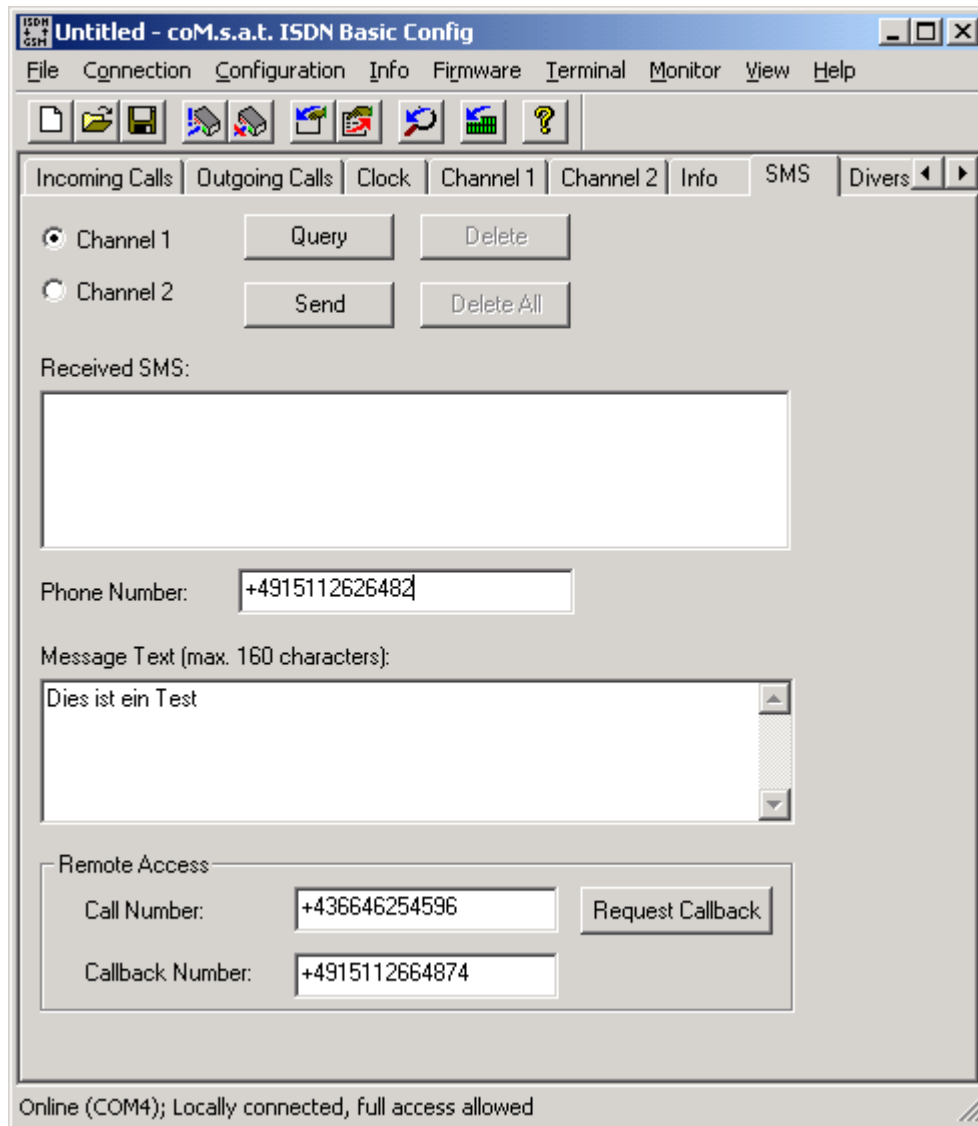 ISDN
GSM
Untitled - coM.s.a.t. ISDN Basic Config
File Connection Configuration Info Firmware Terminal Monitor View Help
Incoming Calls Outgoing Calls Clock Channel 1 Channel 2 Info SMS Divers
Channel 1 Query Delete
Channel 2 Send Delete All
Received SMS:
Phone Number: +4915112626482
Message Text (max. 160 characters):
Dies ist ein Test
Remote Access
Call Number: +436646254596 Request Callback
Callback Number: +4915112664874
Online (COM4); Locally connected, full access allowed